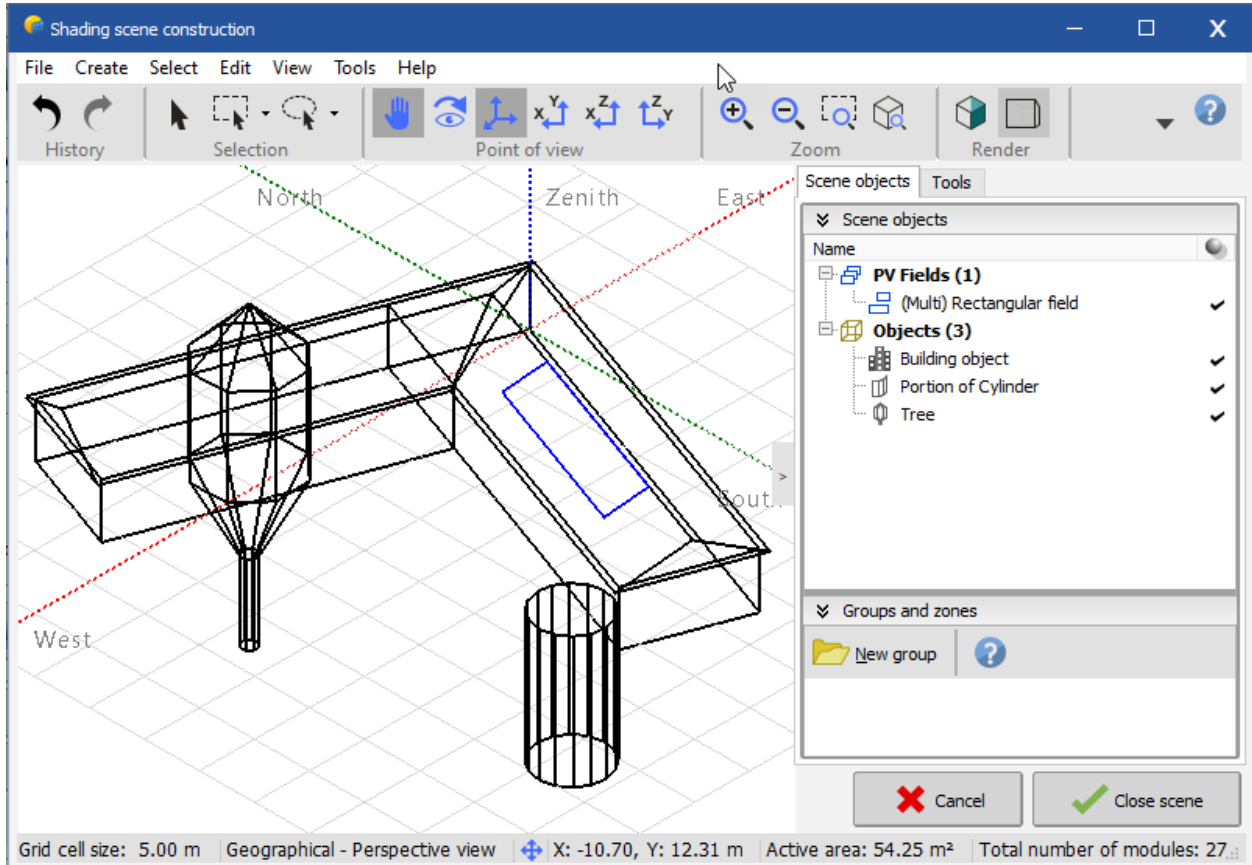 Shading scene construction
File Create Select Edit View Tools Help
History Selection Point of view Zoom Render
North Zenith East
West
Scene objects Tools
Scene objects
Name
PV Fields (1)
(Multi) Rectangular field
Objects (3)
Building object
Portion of Cylinder
Tree
Groups and zones
New group
Cancel Close scene
Grid cell size: 5.00 m Geographical - Perspective view X: -10.70, Y: 12.31 m Active area: 54.25 m² Total number of modules: 27